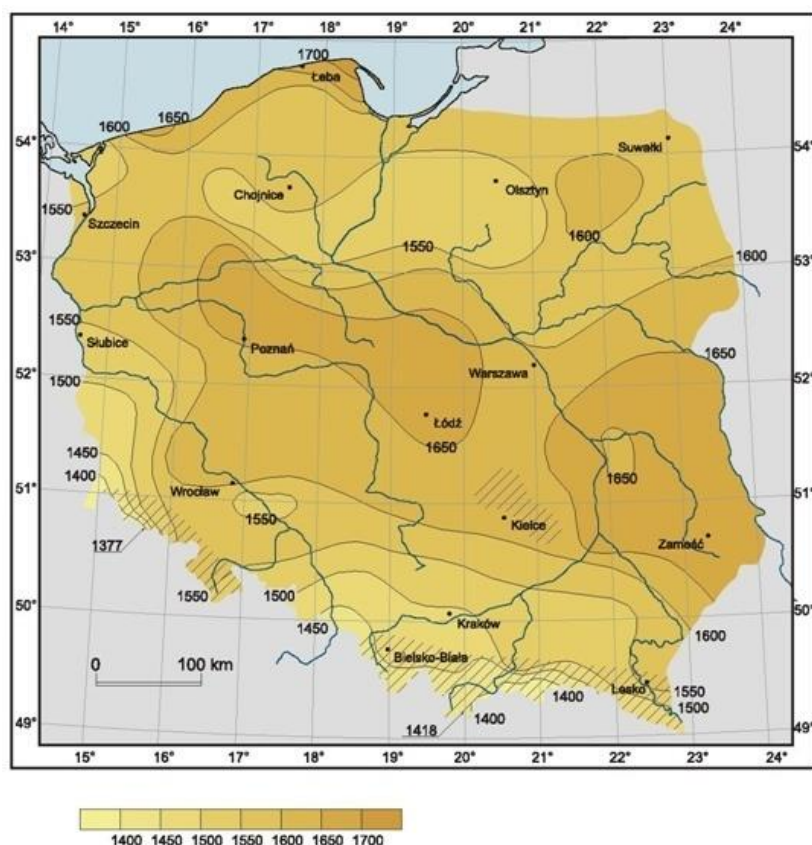 14° 15° 16° 17° 18° 19° 20° 21° 22° 23° 24°
1700
Łeba
1650
1600
54° 54°
Suwałki
Chojnice
Olsztyn
1550
Szczecin
1600
1550
53° 53°
1600
1550
Słubice
Poznań
1650
Warszawa
52° 52°
1500
Łódź
1650
1450
1650
1400
Wrocław
51° 51°
1550
Kielce
Zamość
1377
1550
1500
50° 50°
1450
Kraków
1600
0 100 km
Bielsko-Biała
Lesko
1550
1400
1500
1400
1418
49° 49°
15° 16° 17° 18° 19° 20° 21° 22° 23° 24°
1400 1450 1500 1550 1600 1650 1700